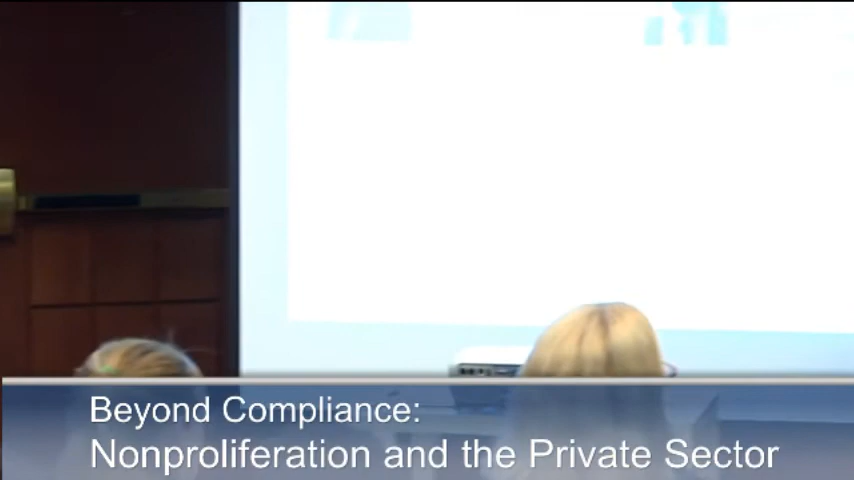 Beyond Compliance:
Nonproliferation and the Private Sector